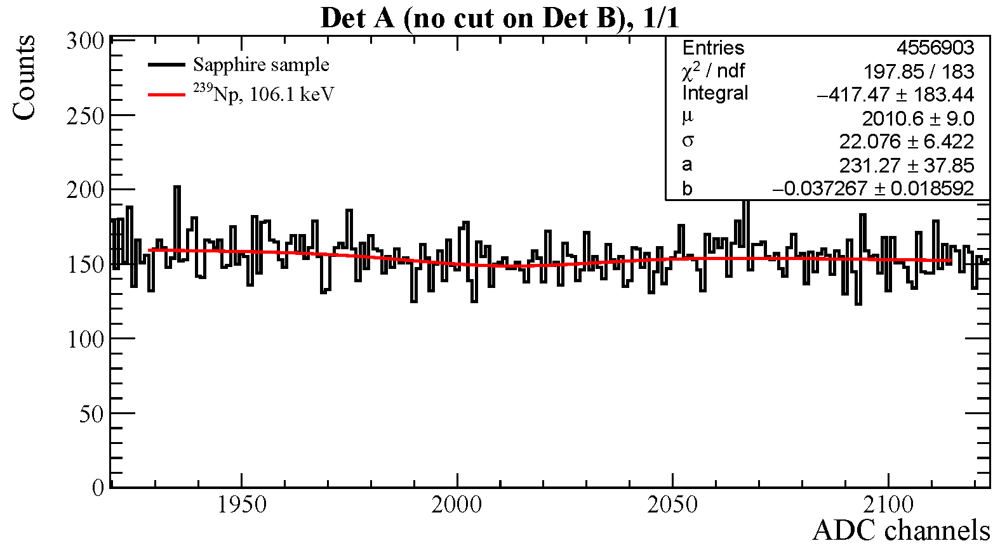 Det A (no cut on Det B), 1/1
Counts
300
250
200
150
100
50
0
Sapphire sample
²³⁹Np, 106.1 keV
Entries 4556903
χ² / ndf 197.85 / 183
Integral −417.47 ± 183.44
μ 2010.6 ± 9.0
σ 22.076 ± 6.422
a 231.27 ± 37.85
b −0.037267 ± 0.018592
1950 2000 2050 2100
ADC channels